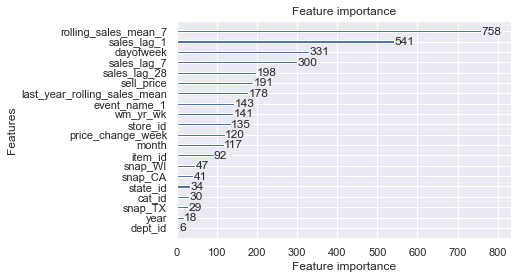 Feature importance
rolling_sales_mean_7 758
sales_lag_1 541
dayofweek 331
sales_lag_7 300
sales_lag_28 198
sell_price 191
last_year_rolling_sales_mean 178
event_name_1 143
wm_yr_wk 141
store_id 135
price_change_week 120
month 117
item_id 92
snap_WI 47
snap_CA 41
state_id 34
cat_id 30
snap_TX 29
year 18
dept_id 6
Features
0 100 200 300 400 500 600 700 800
Feature importance